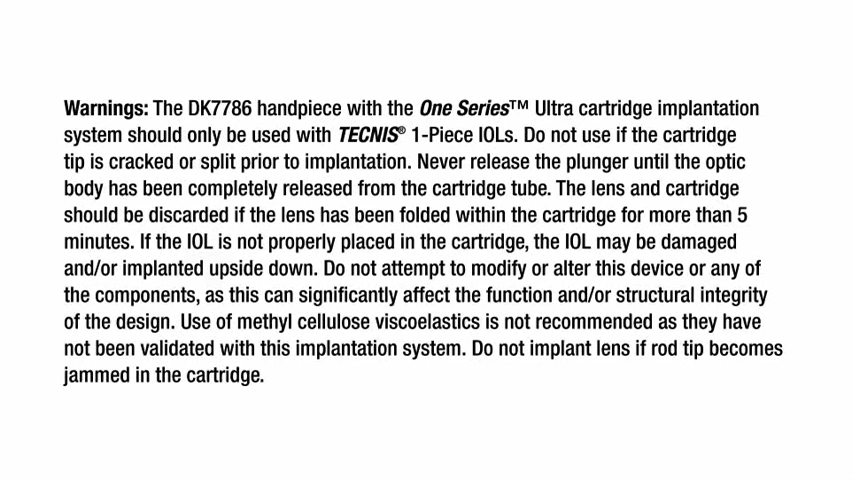 Warnings: The DK7786 handpiece with the One Series™ Ultra cartridge implantation
system should only be used with TECNIS® 1-Piece IOLs. Do not use if the cartridge
tip is cracked or split prior to implantation. Never release the plunger until the optic
body has been completely released from the cartridge tube. The lens and cartridge
should be discarded if the lens has been folded within the cartridge for more than 5
minutes. If the IOL is not properly placed in the cartridge, the IOL may be damaged
and/or implanted upside down. Do not attempt to modify or alter this device or any of
the components, as this can significantly affect the function and/or structural integrity
of the design. Use of methyl cellulose viscoelastics is not recommended as they have
not been validated with this implantation system. Do not implant lens if rod tip becomes
jammed in the cartridge.